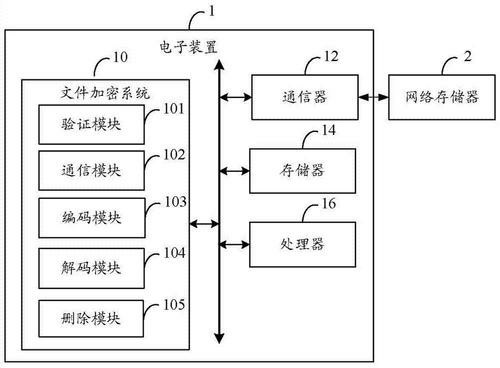 1
电子装置
10
文件加密系统
验证模块
101
通信模块
102
编码模块
103
解码模块
104
删除模块
105
12
通信器
2
网络存储器
14
存储器
16
处理器